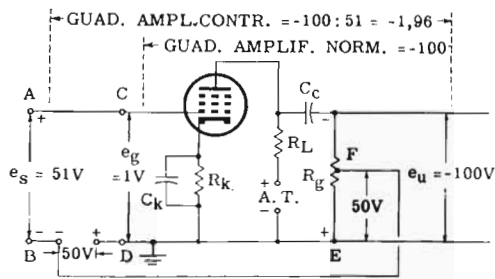 GUAD. AMPL.CONTR. = -100:51 = -1,96
GUAD. AMPLIF. NORM. = -100
A
C
Cc
+
+
-
RL
eg
=1V
es = 51V
Rk
Ck
+
A. T.
-
Rg
F
eu = -100V
50V
-
-
+
-
+
B
50V
D
E